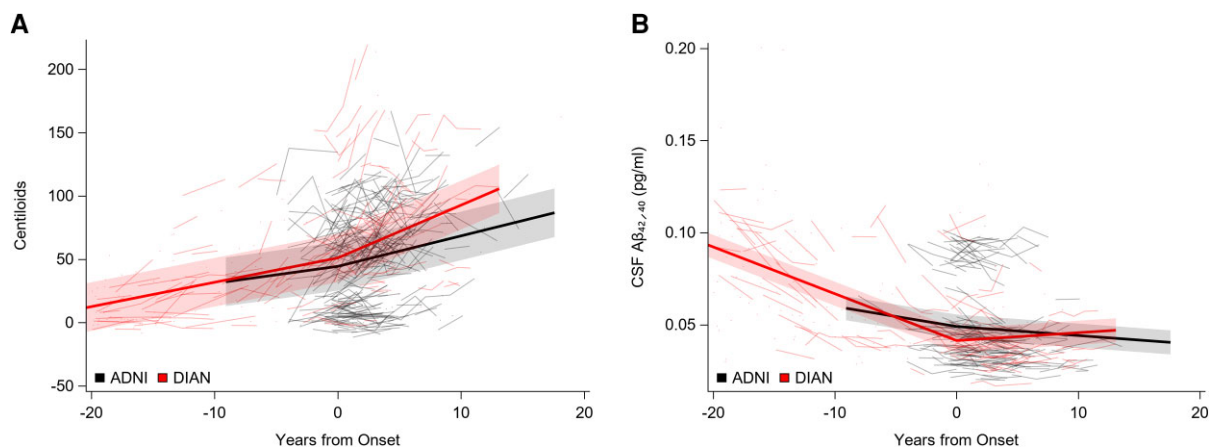 A
200
150
100
50
0
-50
Centiloids
ADNI DIAN
-20 -10 0 10 20
Years from Onset
B
0.20
0.15
0.10
0.05
CSF Aβ42/40 (pg/ml)
ADNI DIAN
-20 -10 0 10 20
Years from Onset